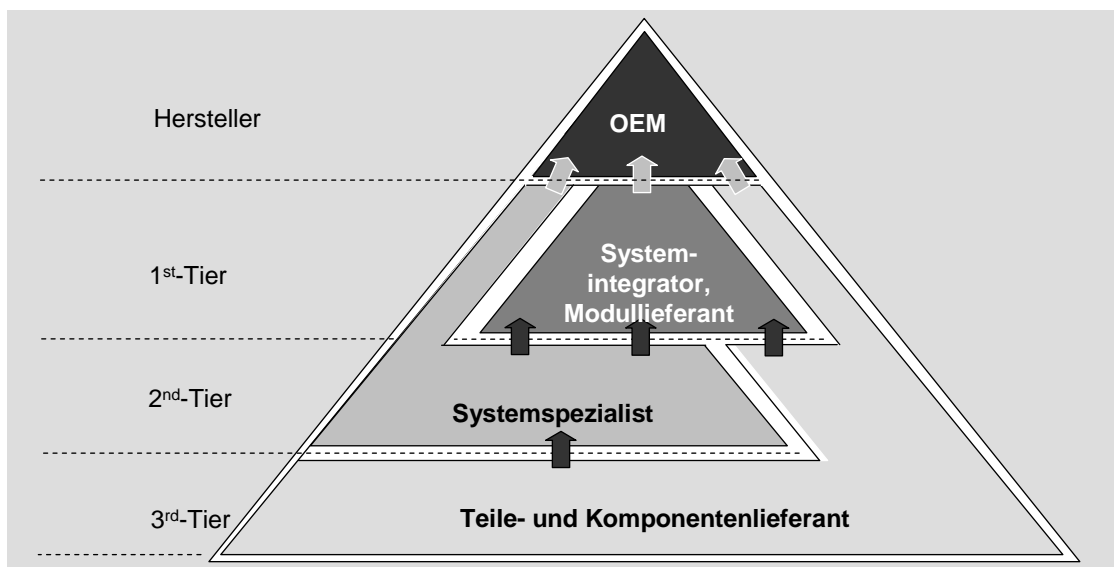 Hersteller
OEM
1st-Tier
System-
integrator,
Modullieferant
2nd-Tier
Systemspezialist
3rd-Tier
Teile- und Komponentenlieferant